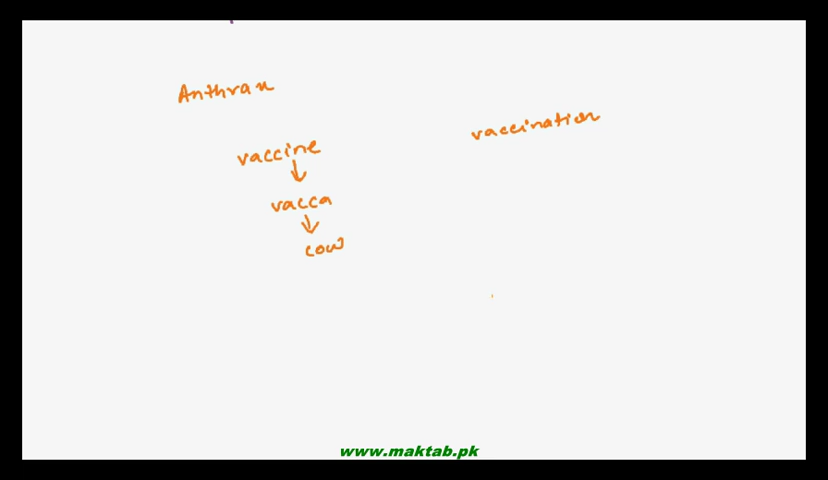 Anthrax
vaccination
vaccine
↓
vacca
↓
cow
www.maktab.pk